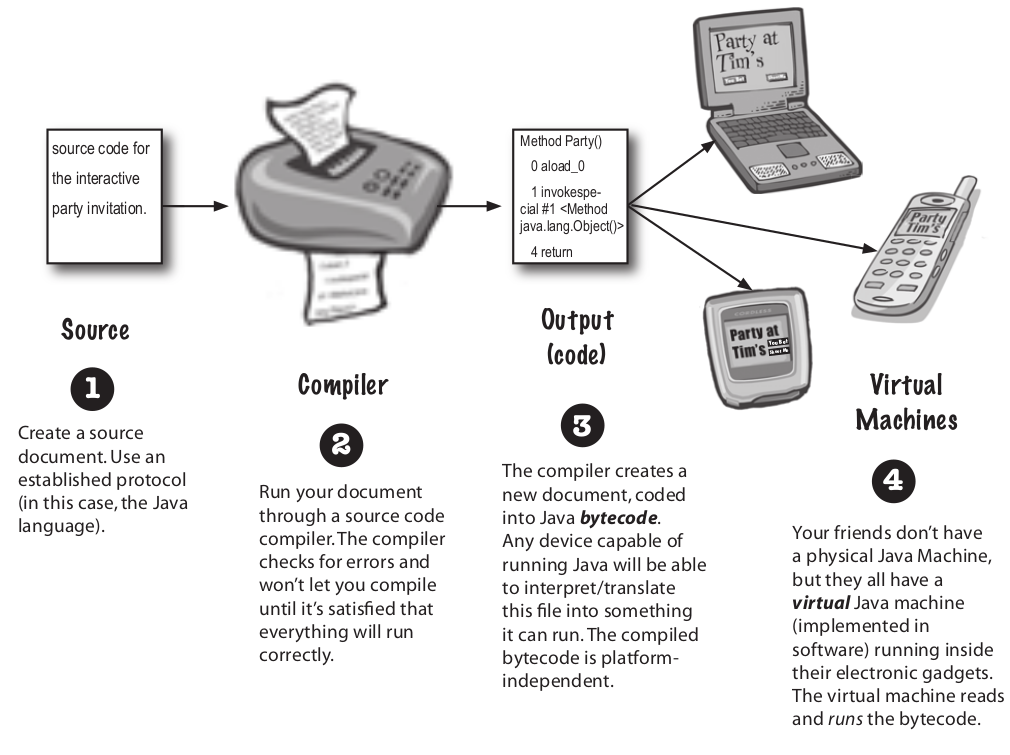 source code for
the interactive
party invitation.
Method Party()
0 aload_0
1 invokespe-
cial #1 <Method
java.lang.Object()>
4 return
Party at
Tim's
Party
Tim's
Party at
Tim's
Source
1
Create a source
document. Use an
established protocol
(in this case, the Java
language).
Compiler
2
Run your document
through a source code
compiler. The compiler
checks for errors and
won't let you compile
until it's satisfied that
everything will run
correctly.
Output
(code)
3
The compiler creates a
new document, coded
into Java bytecode.
Any device capable of
running Java will be able
to interpret/translate
this file into something
it can run. The compiled
bytecode is platform-
independent.
Virtual
Machines
4
Your friends don't have
a physical Java Machine,
but they all have a
virtual Java machine
(implemented in
software) running inside
their electronic gadgets.
The virtual machine reads
and runs the bytecode.